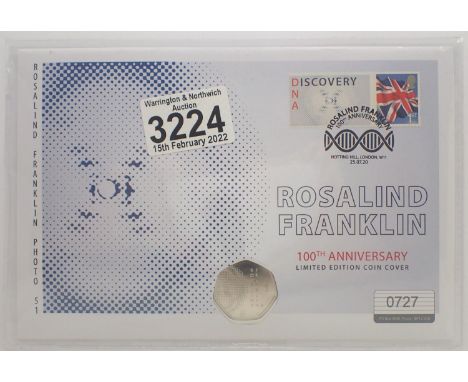 ROSALIND FRANKLIN PHOTO 51
Warrington & Northwich
Auction
3224
15th February 2022
DISCOVERY
DNA
ROSALIND FRANKLIN
100TH ANNIVERSARY
NOTTING HILL, LONDON, W11
25.07.20
ROSALIND
FRANKLIN
100TH ANNIVERSARY
LIMITED EDITION COIN COVER
0727